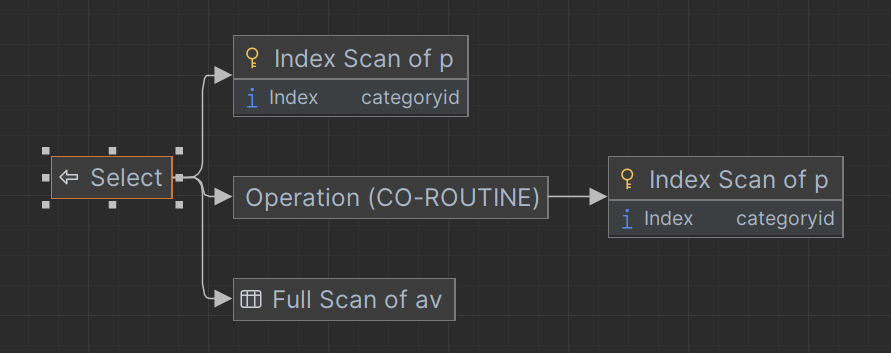 Index Scan of p
Index categoryid
Select
Operation (CO-ROUTINE)
Index Scan of p
Index categoryid
Full Scan of av